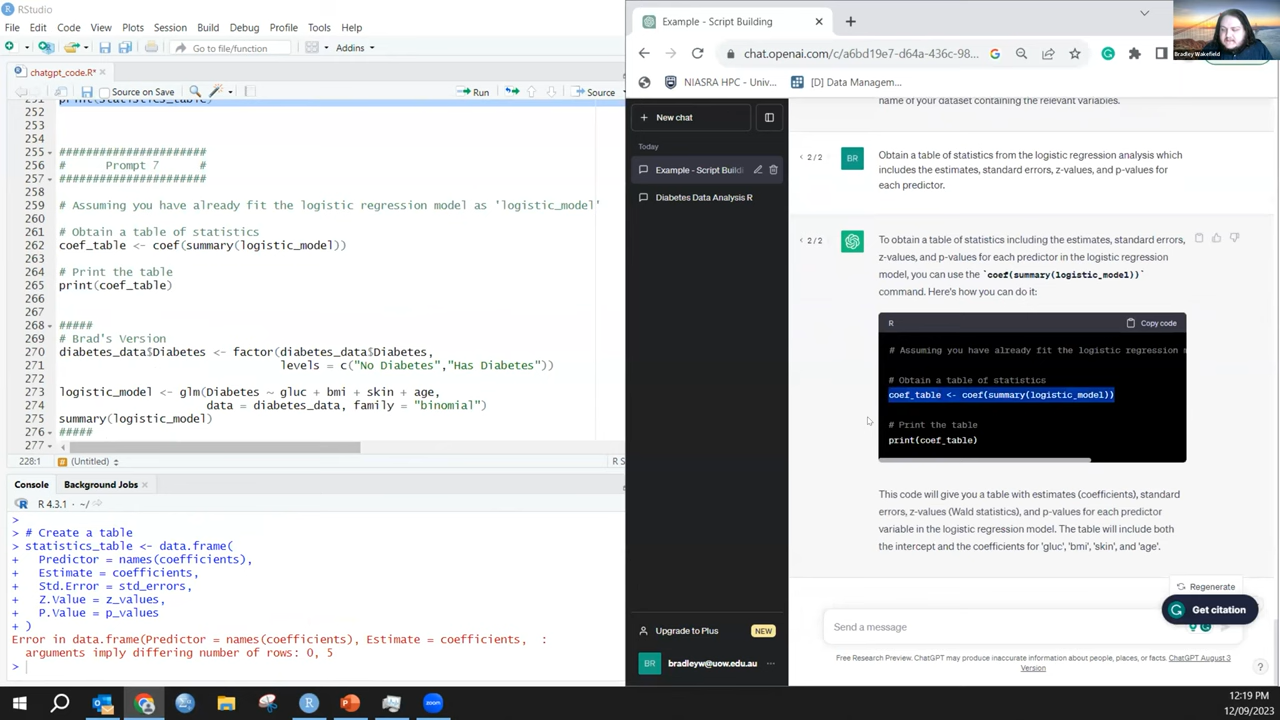 RStudio
File Edit Code View Plots Session Build Debug Profile Tools Help
Go to file/function
Addins
chatgpt_code.R*
Source on Save
Run
Source
251 print(statistics_table)
252
253
254
255 ######################
256 # Prompt 7 #
257 ######################
258
259 # Assuming you have already fit the logistic regression model as 'logistic_model'
260
261 # Obtain a table of statistics
262 coef_table <- coef(summary(logistic_model))
263
264 # Print the table
265 print(coef_table)
266
267
268 #####
269 # Brad's Version
270 diabetes_data$Diabetes <- factor(diabetes_data$Diabetes,
271 levels = c("No Diabetes","Has Diabetes"))
272
273 logistic_model <- glm(Diabetes ~ gluc + bmi + skin + age,
274 data = diabetes_data, family = "binomial")
275 summary(logistic_model)
276 #####
277
228:1 (Untitled) R S
Console Background Jobs
R 4.3.1 · ~/
>
> # Create a table
> statistics_table <- data.frame(
+ Predictor = names(coefficients),
+ Estimate = coefficients,
+ Std.Error = std_errors,
+ Z.Value = z_values,
+ P.Value = p_values
+ )
Error in data.frame(Predictor = names(coefficients), Estimate = coefficients, :
arguments imply differing number of rows: 0, 5
>
Example - Script Building
chat.openai.com/c/a6bd19e7-d64a-436c-98...
NIASRA HPC - Univ...
[D] Data Managem...
Bradley Wakefield
New chat
Today
Example - Script Buildi
Diabetes Data Analysis R
Upgrade to Plus NEW
BR bradleyw@uow.edu.au
name of your dataset containing the relevant variables.
2/2
BR
Obtain a table of statistics from the logistic regression analysis which
includes the estimates, standard errors, z-values, and p-values for
each predictor.
2/2
To obtain a table of statistics including the estimates, standard errors,
z-values, and p-values for each predictor in the logistic regression
model, you can use the `coef(summary(logistic_model))`
command. Here's how you can do it:
R Copy code
# Assuming you have already fit the logistic regression m
# Obtain a table of statistics
coef_table <- coef(summary(logistic_model))
# Print the table
print(coef_table)
This code will give you a table with estimates (coefficients), standard
errors, z-values (Wald statistics), and p-values for each predictor
variable in the logistic regression model. The table will include both
the intercept and the coefficients for 'gluc', 'bmi', 'skin', and 'age'.
Regenerate
Get citation
Send a message
Free Research Preview. ChatGPT may produce inaccurate information about people, places, or facts. ChatGPT August 3
Version
12:19 PM
12/09/2023